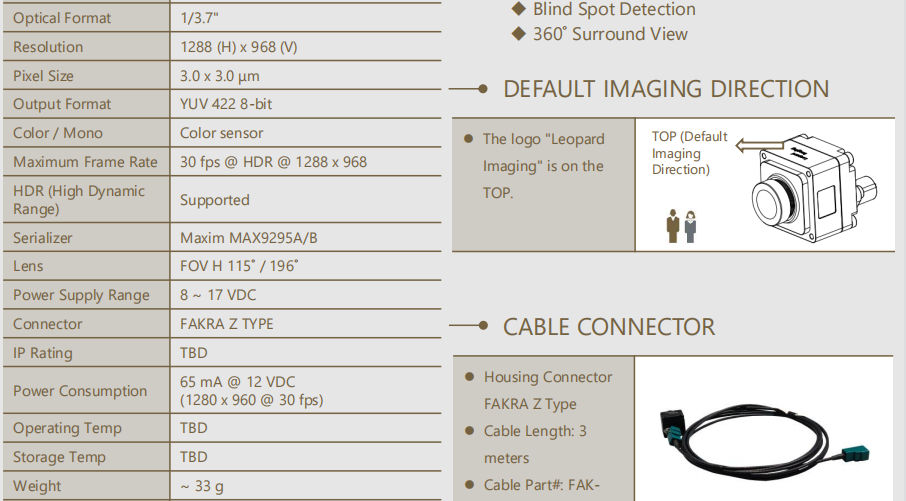 Optical Format 1/3.7"
Resolution 1288 (H) x 968 (V)
Pixel Size 3.0 x 3.0 μm
Output Format YUV 422 8-bit
Color / Mono Color sensor
Maximum Frame Rate 30 fps @ HDR @ 1288 x 968
HDR (High Dynamic
Range) Supported
Serializer Maxim MAX9295A/B
Lens FOV H 115˚ / 196˚
Power Supply Range 8 ~ 17 VDC
Connector FAKRA Z TYPE
IP Rating TBD
Power Consumption 65 mA @ 12 VDC
(1280 x 960 @ 30 fps)
Operating Temp TBD
Storage Temp TBD
Weight ~ 33 g
◆ Blind Spot Detection
◆ 360˚ Surround View
DEFAULT IMAGING DIRECTION
● The logo "Leopard
Imaging" is on the
TOP.
TOP (Default
Imaging
Direction)
CABLE CONNECTOR
● Housing Connector
FAKRA Z Type
● Cable Length: 3
meters
● Cable Part#: FAK-